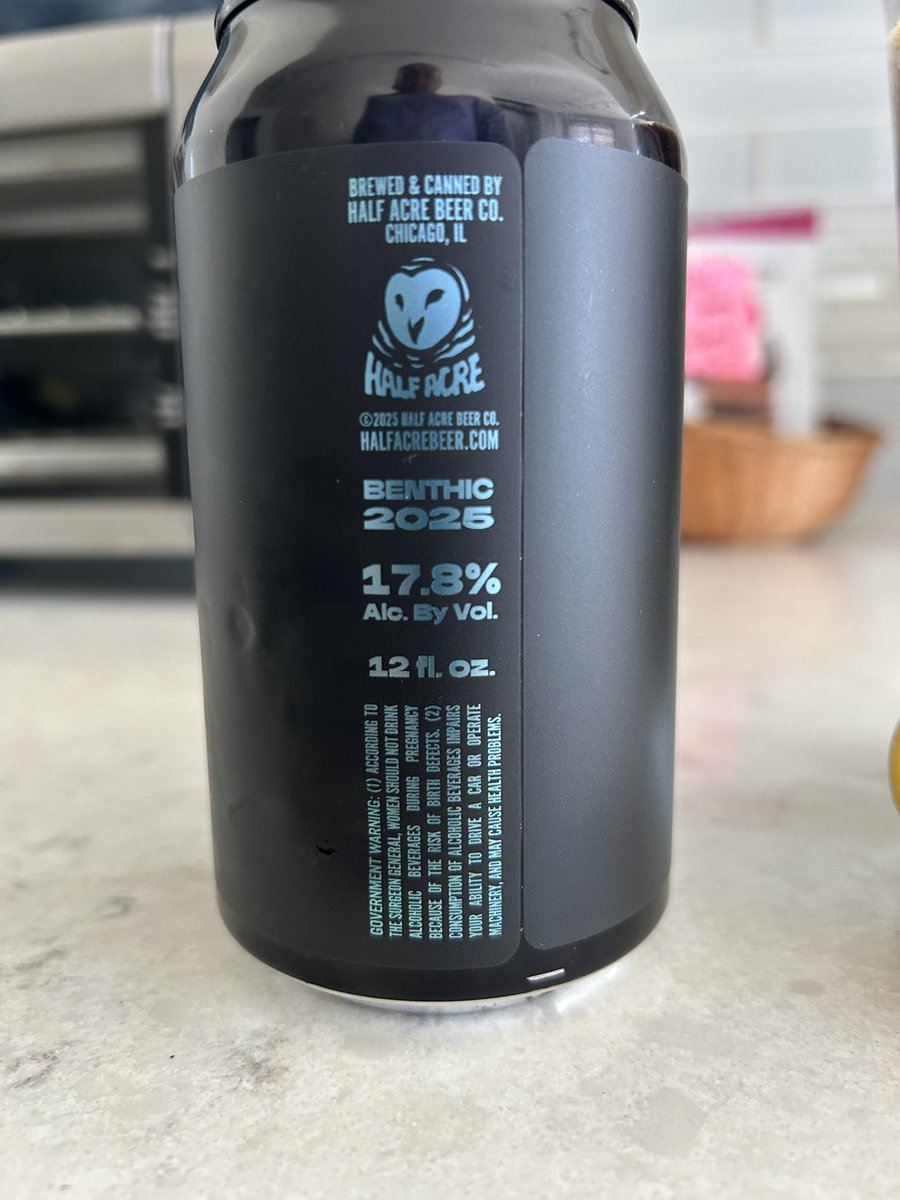 BREWED & CANNED BY
HALF ACRE BEER CO.
CHICAGO, IL
HALF ACRE
©2025 HALF ACRE BEER CO.
HALFACREBEER.COM
BENTHIC
2025
17.8%
Alc. By Vol.
12 fl. oz.
GOVERNMENT WARNING: (1) ACCORDING TO
THE SURGEON GENERAL, WOMEN SHOULD NOT DRINK
ALCOHOLIC BEVERAGES DURING PREGNANCY
BECAUSE OF THE RISK OF BIRTH DEFECTS. (2)
CONSUMPTION OF ALCOHOLIC BEVERAGES IMPAIRS
YOUR ABILITY TO DRIVE A CAR OR OPERATE
MACHINERY, AND MAY CAUSE HEALTH PROBLEMS.